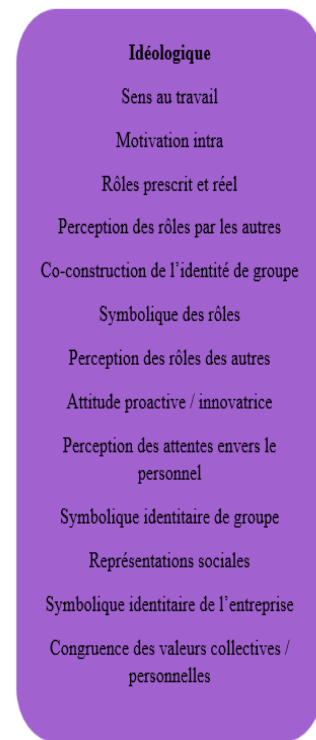 Idéologique
Sens au travail
Motivation intra
Rôles prescrit et réel
Perception des rôles par les autres
Co-construction de l'identité de groupe
Symbolique des rôles
Perception des rôles des autres
Attitude proactive / innovatrice
Perception des attentes envers le
personnel
Symbolique identitaire de groupe
Représentations sociales
Symbolique identitaire de l'entreprise
Congruence des valeurs collectives /
personnelles